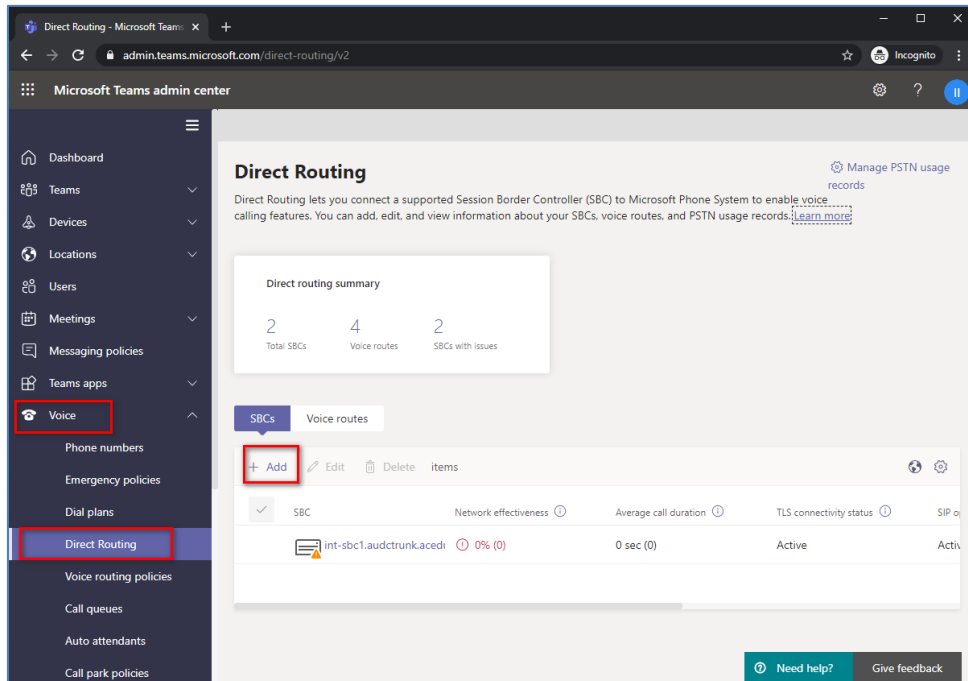 Direct Routing - Microsoft Teams
admin.teams.microsoft.com/direct-routing/v2
Incognito
Microsoft Teams admin center
?
II
Dashboard
Teams
Devices
Locations
Users
Meetings
Messaging policies
Teams apps
Voice
Phone numbers
Emergency policies
Dial plans
Direct Routing
Voice routing policies
Call queues
Auto attendants
Call park policies
Direct Routing
Manage PSTN usage
records
Direct Routing lets you connect a supported Session Border Controller (SBC) to Microsoft Phone System to enable voice
calling features. You can add, edit, and view information about your SBCs, voice routes, and PSTN usage records. Learn more
Direct routing summary
2 4 2
Total SBCs Voice routes SBCs with issues
SBCs Voice routes
+ Add Edit Delete items
SBC Network effectiveness Average call duration TLS connectivity status SIP o
int-sbc1.audctrunk.aced 0% (0) 0 sec (0) Active Activ
Need help? Give feedback